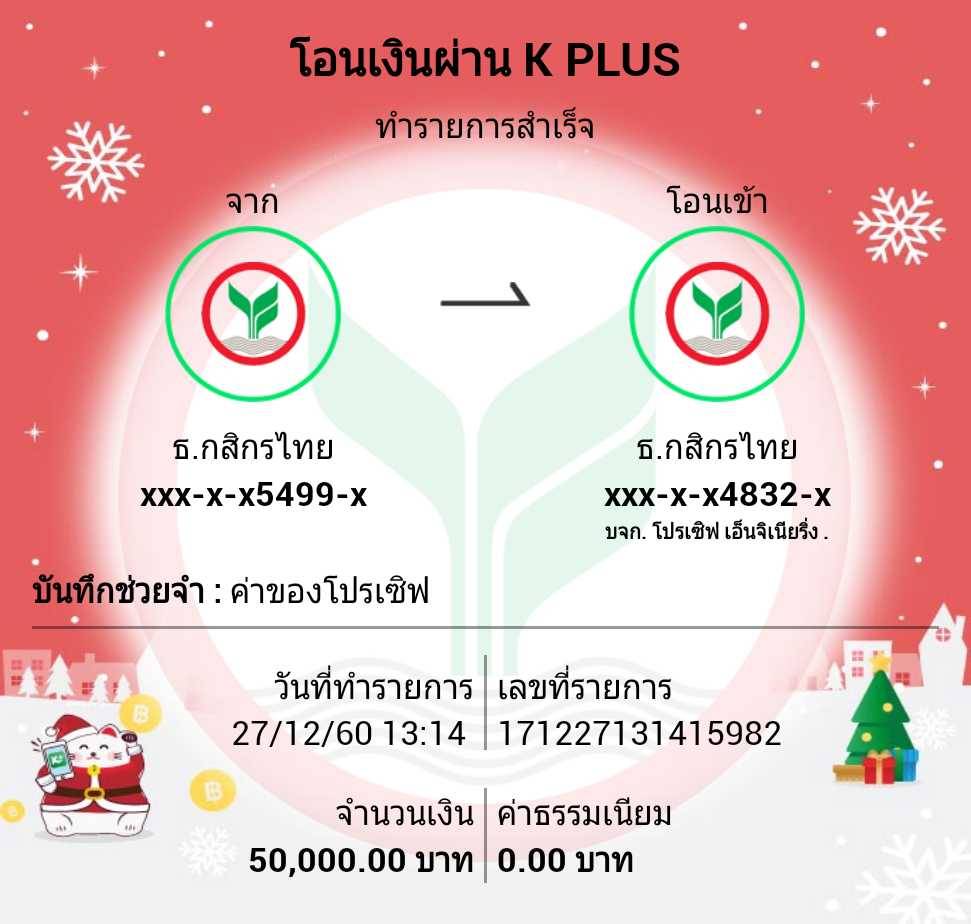 โอนเงินผ่าน K PLUS
ทำรายการสำเร็จ
จาก
โอนเข้า
ธ.กสิกรไทย
xxx-x-x5499-x
ธ.กสิกรไทย
xxx-x-x4832-x
บจก. โปรเซิฟ เอ็นจิเนียริ่ง .
บันทึกช่วยจำ : ค่าของโปรเซิฟ
วันที่ทำรายการ
27/12/60 13:14
เลขที่รายการ
171227131415982
จำนวนเงิน
50,000.00 บาท
ค่าธรรมเนียม
0.00 บาท